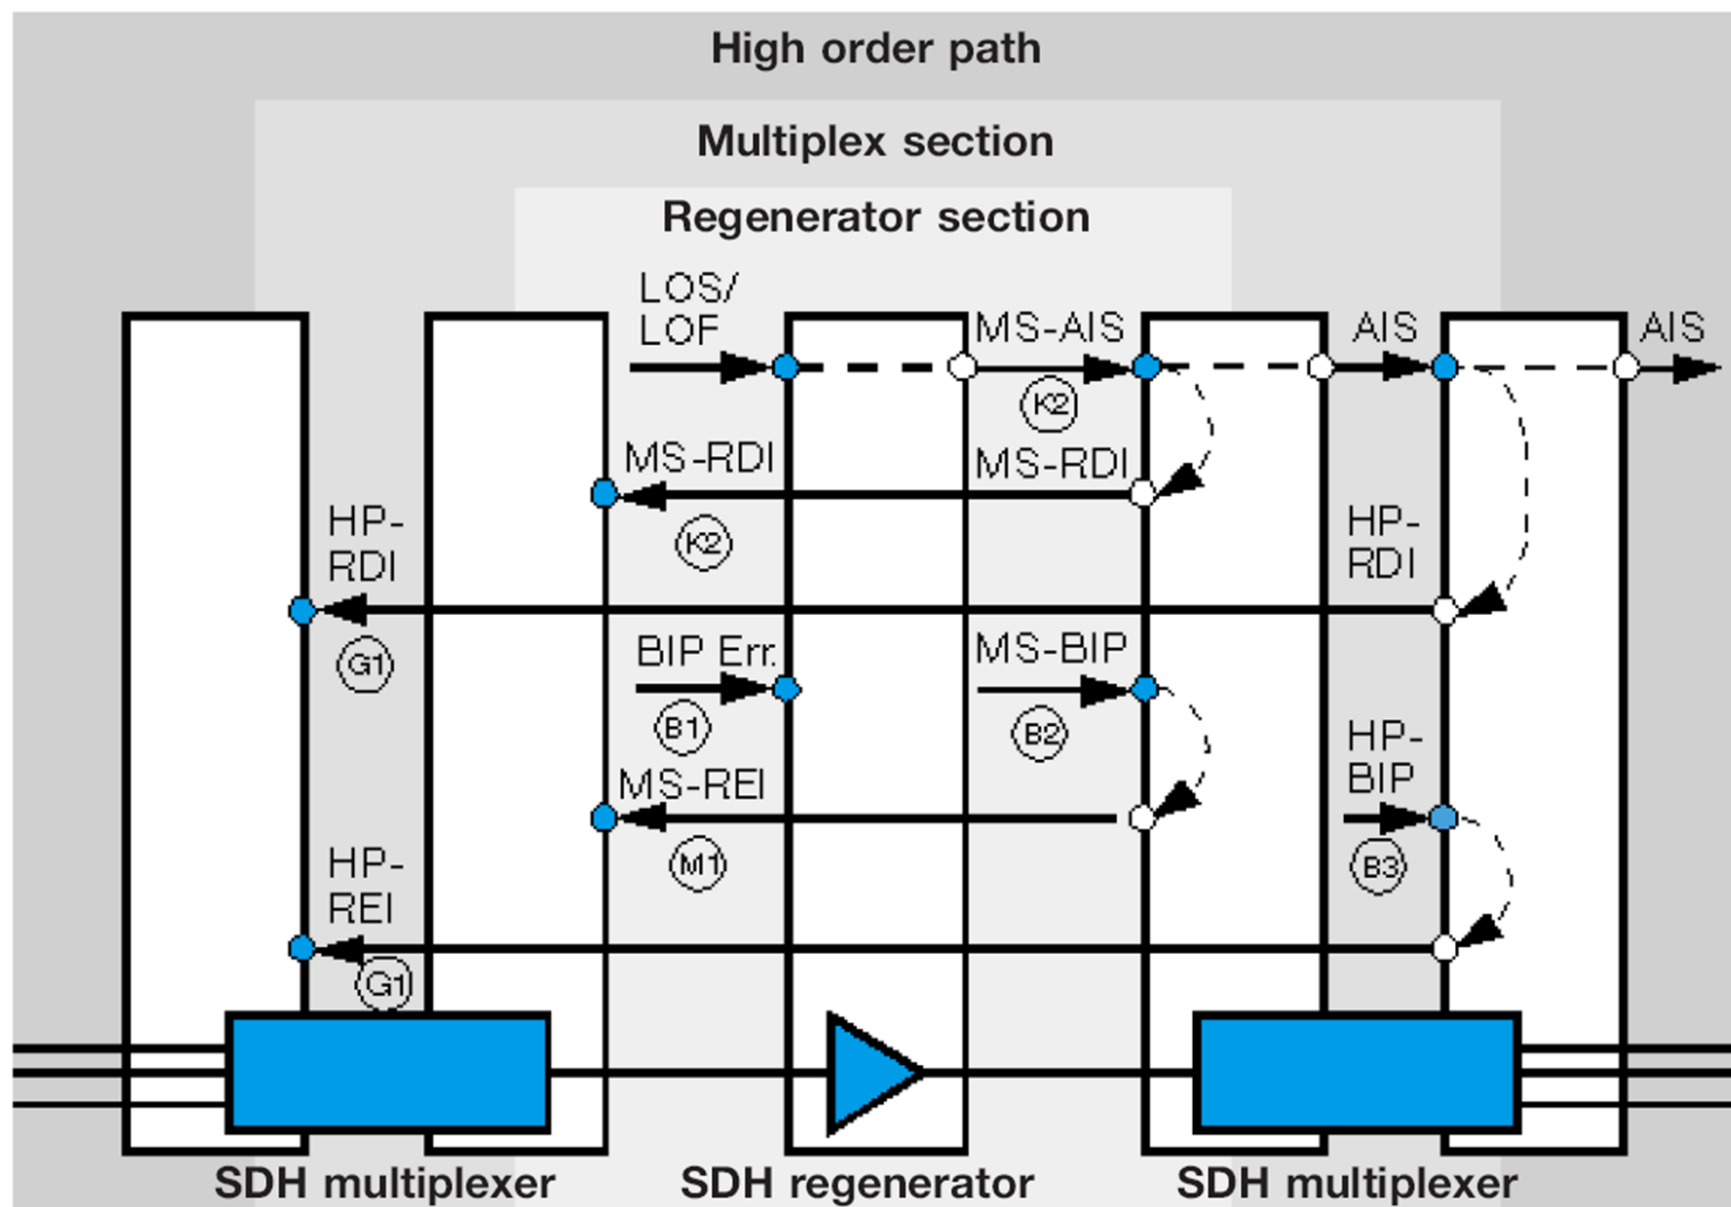 High order path
Multiplex section
Regenerator section
LOS/
LOF
MS-AIS
AIS
AIS
K2
MS-RDI
MS-RDI
K2
HP-
RDI
HP-
RDI
G1
BIP Err.
MS-BIP
B1
B2
MS-REI
HP-
BIP
M1
B3
HP-
REI
G1
SDH multiplexer
SDH regenerator
SDH multiplexer